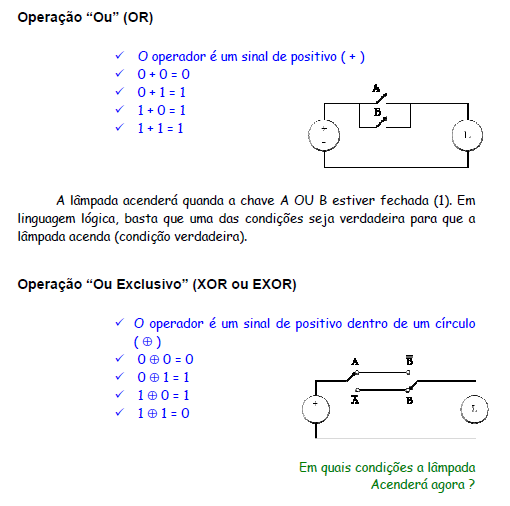 Operação “Ou” (OR)
✓ O operador é um sinal de positivo ( + )
✓ 0 + 0 = 0
✓ 0 + 1 = 1
✓ 1 + 0 = 1
✓ 1 + 1 = 1
A
B
+
-
L
A lâmpada acenderá quanda a chave A OU B estiver fechada (1). Em
linguagem lógica, basta que uma das condições seja verdadeira para que a
lâmpada acenda (condição verdadeira).
Operação “Ou Exclusivo” (XOR ou EXOR)
✓ O operador é um sinal de positivo dentro de um círculo
( ⊕ )
✓ 0 ⊕ 0 = 0
✓ 0 ⊕ 1 = 1
✓ 1 ⊕ 0 = 1
✓ 1 ⊕ 1 = 0
A B̅
A̅ B
+
L
Em quais condições a lâmpada
Acenderá agora ?